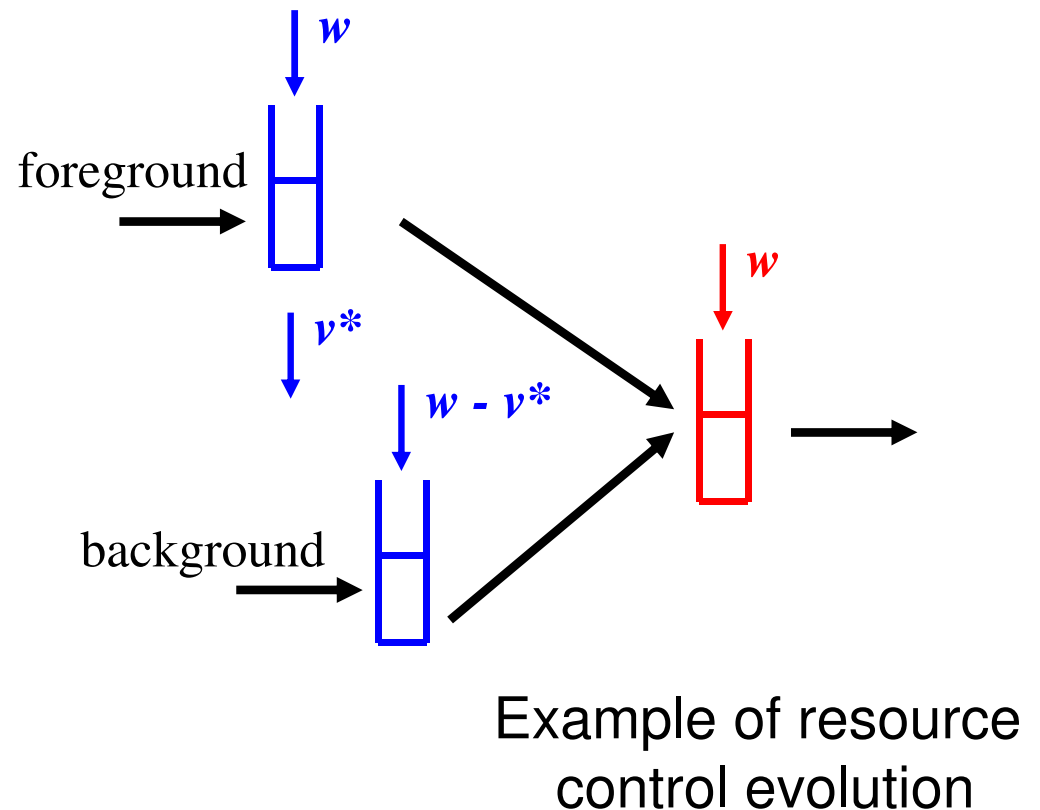 w
foreground
w
v*
w - v*
background
Example of resource
control evolution